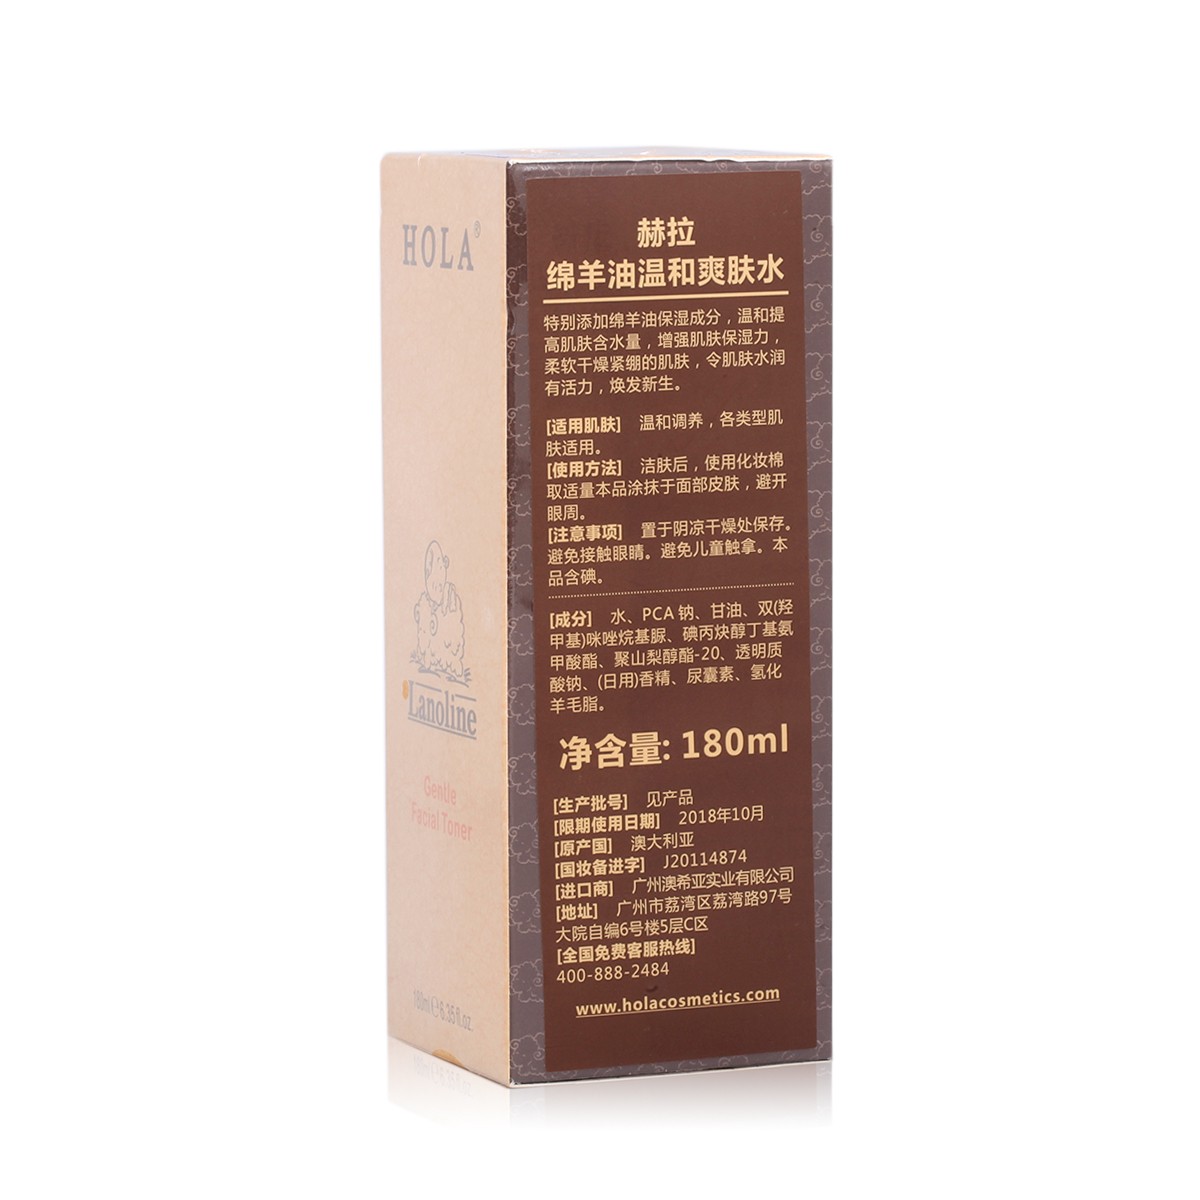 HOLA®
Lanoline
Gentle
Facial Toner
180ml e 6.35 fl.oz.
赫拉
绵羊油温和爽肤水
特别添加绵羊油保湿成分，温和提
高肌肤含水量，增强肌肤保湿力，
柔软干燥紧绷的肌肤，令肌肤水润
有活力，焕发新生。
[适用肌肤] 温和调养，各类型肌
肤适用。
[使用方法] 洁肤后，使用化妆棉
取适量本品涂抹于面部皮肤，避开
眼周。
[注意事项] 置于阴凉干燥处保存。
避免接触眼睛。避免儿童触拿。本
品含碘。
[成分] 水、PCA 钠、甘油、双(羟
甲基)咪唑烷基脲、碘丙炔醇丁基氨
甲酸酯、聚山梨醇酯-20、透明质
酸钠、(日用)香精、尿囊素、氢化
羊毛脂。
净含量: 180ml
[生产批号] 见产品
[限期使用日期] 2018年10月
[原产国] 澳大利亚
[国妆备进字] J20114874
[进口商] 广州澳希亚实业有限公司
[地址] 广州市荔湾区荔湾路97号
大院自编6号楼5层C区
[全国免费客服热线]
400-888-2484
www.holacosmetics.com